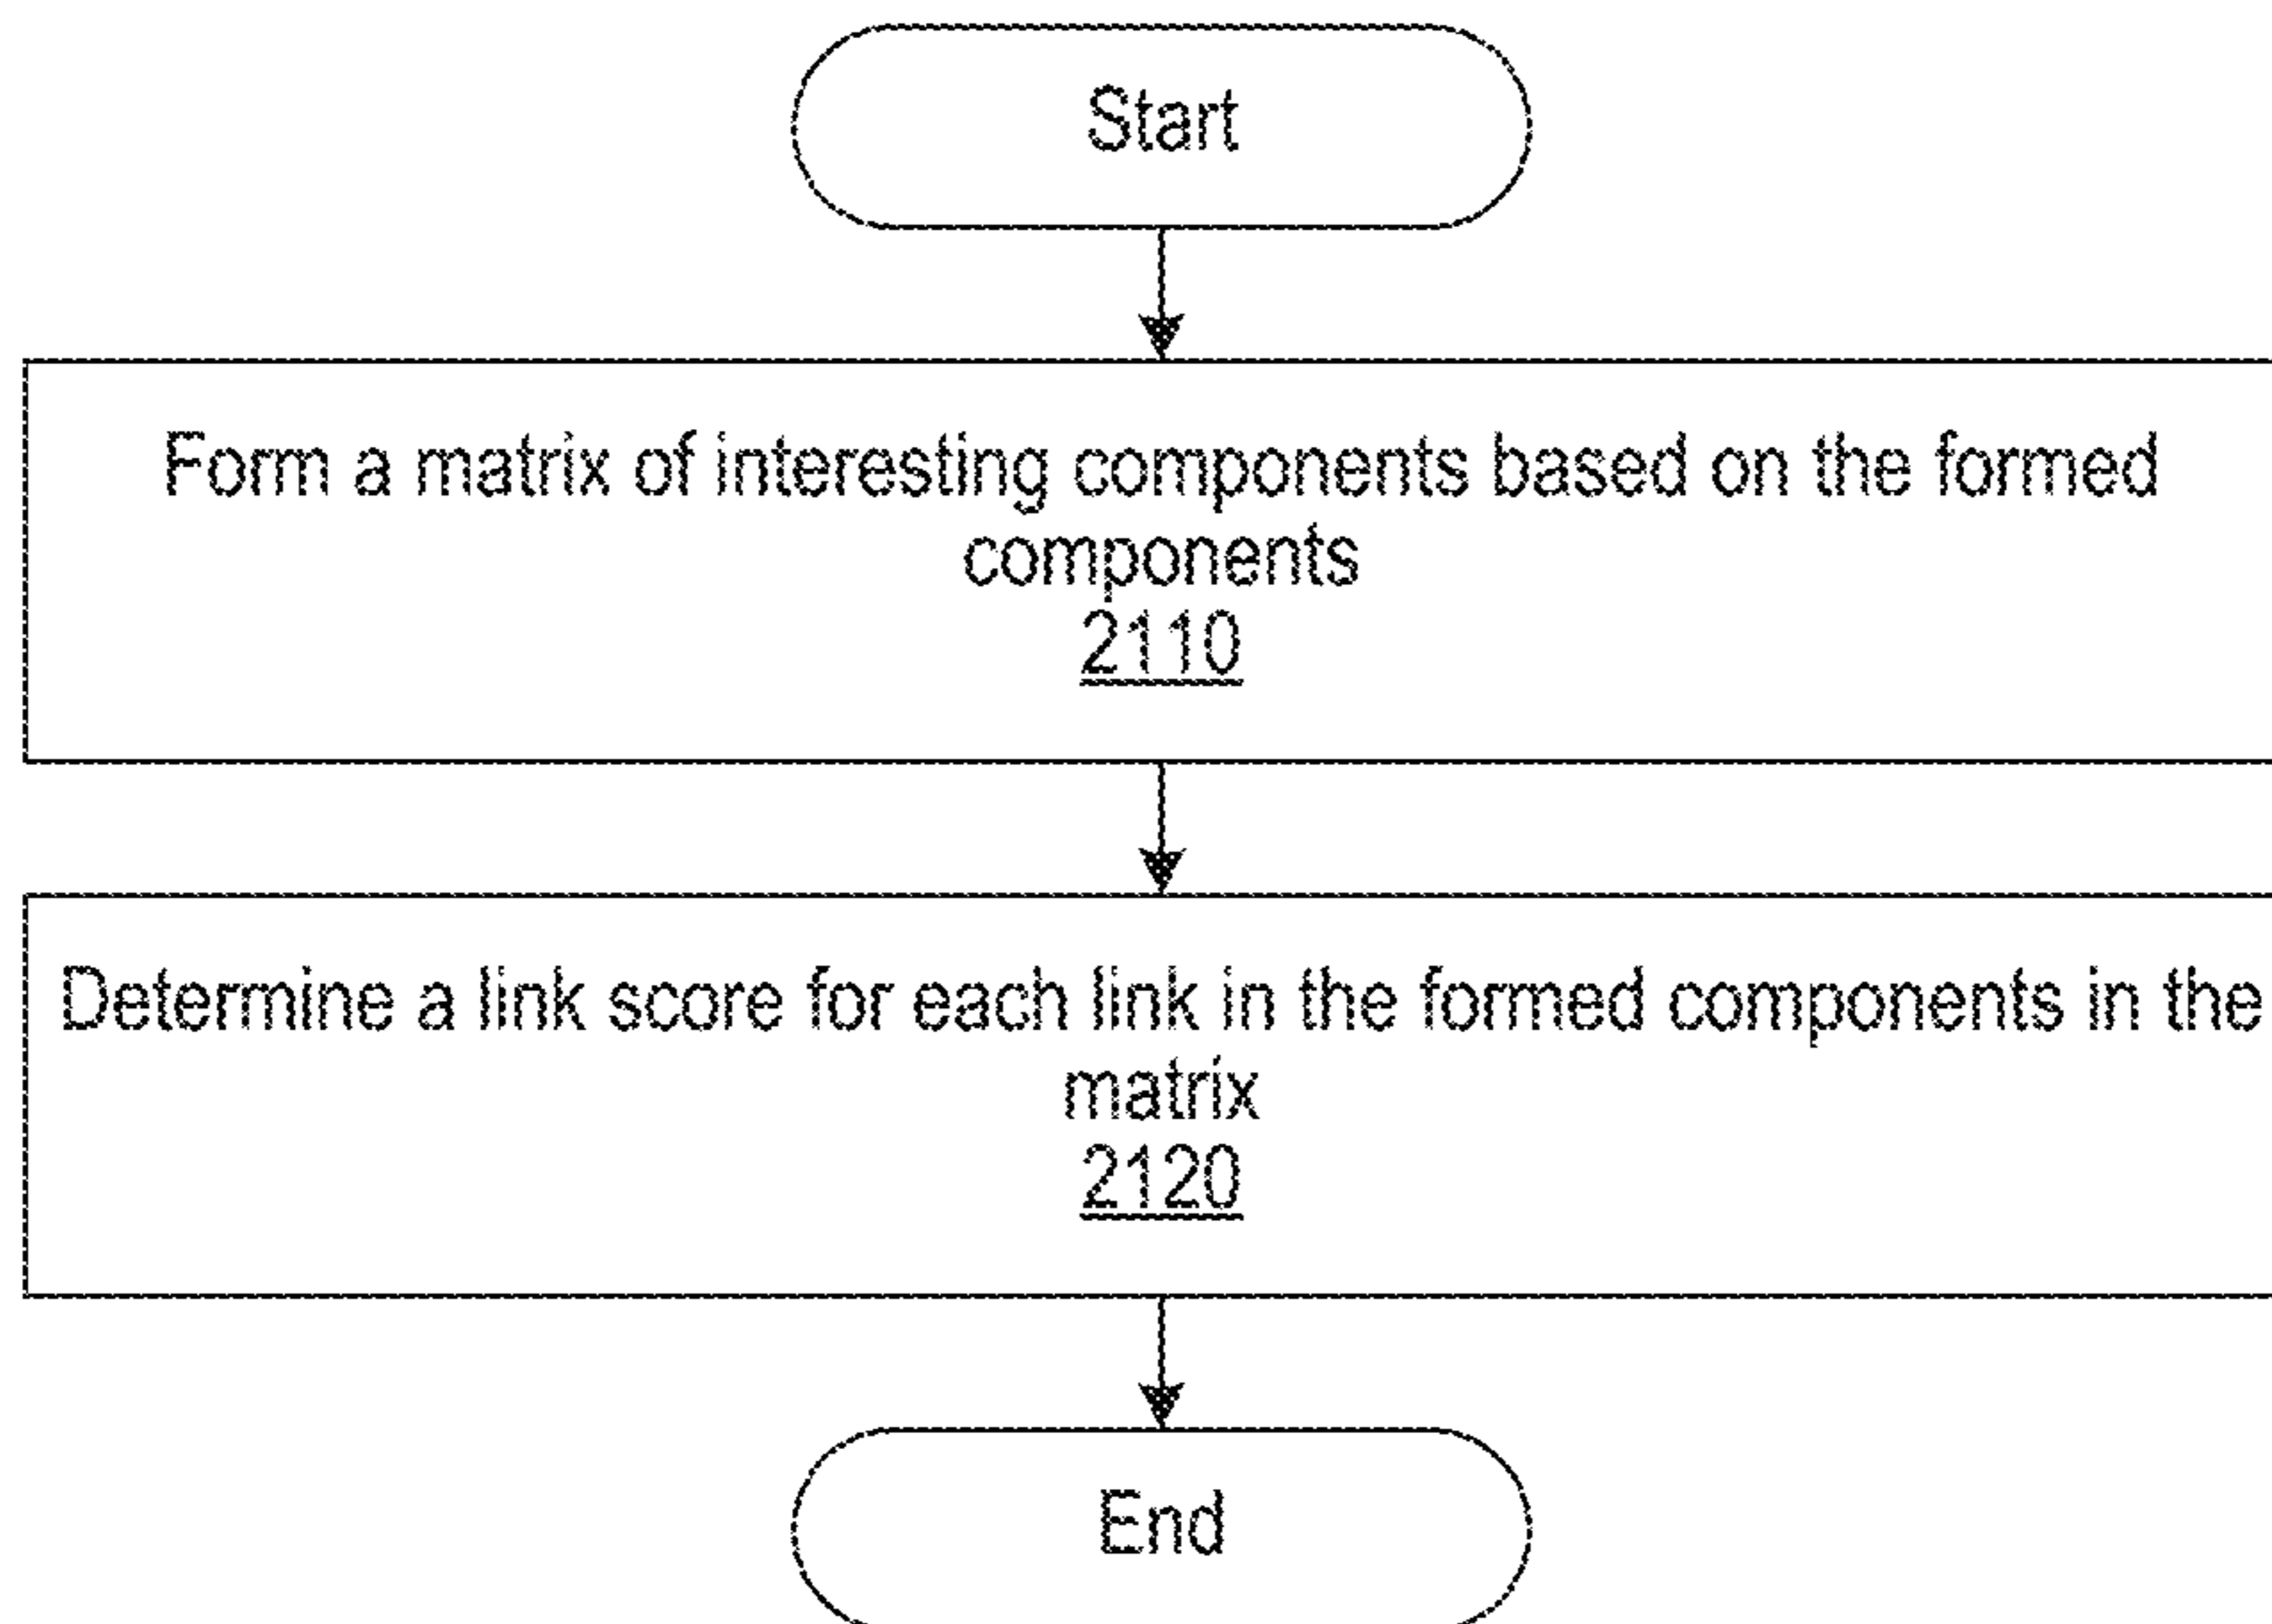 Start
Form a matrix of interesting components based on the formed
components
2110
Determine a link score for each link in the formed components in the
matrix
2120
End